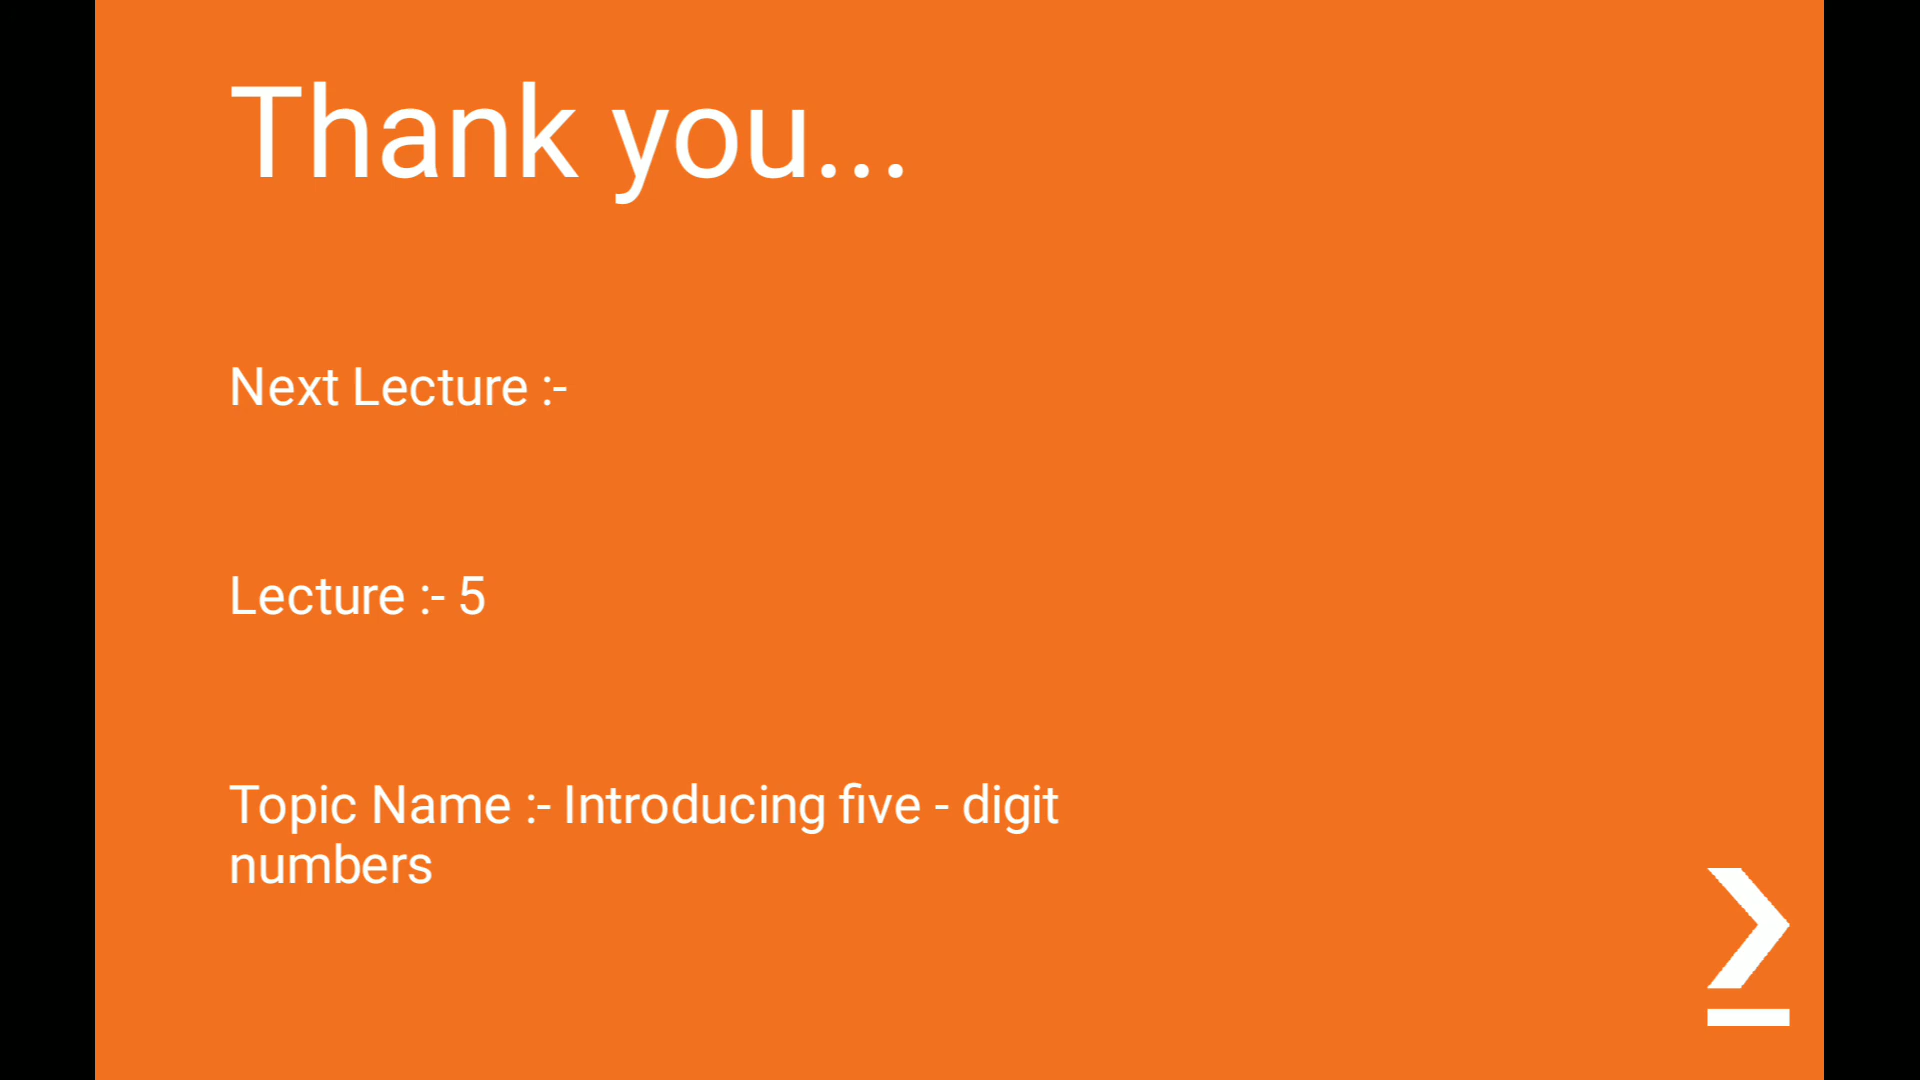 Thank you...
Next Lecture :-
Lecture :- 5
Topic Name :- Introducing five - digit
numbers